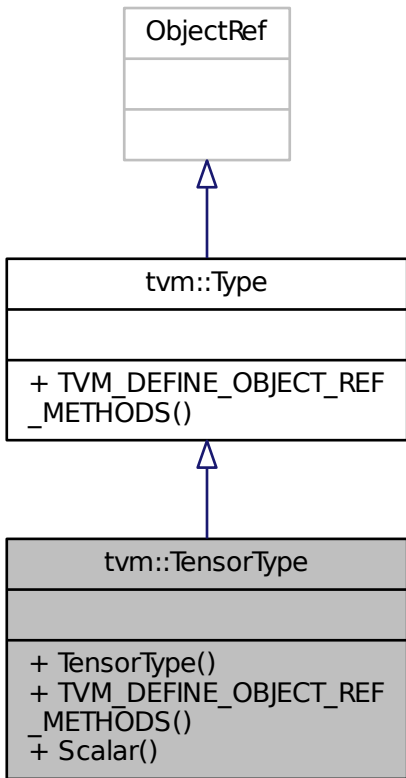 ObjectRef
tvm::Type
+ TVM_DEFINE_OBJECT_REF
_METHODS()
tvm::TensorType
+ TensorType()
+ TVM_DEFINE_OBJECT_REF
_METHODS()
+ Scalar()